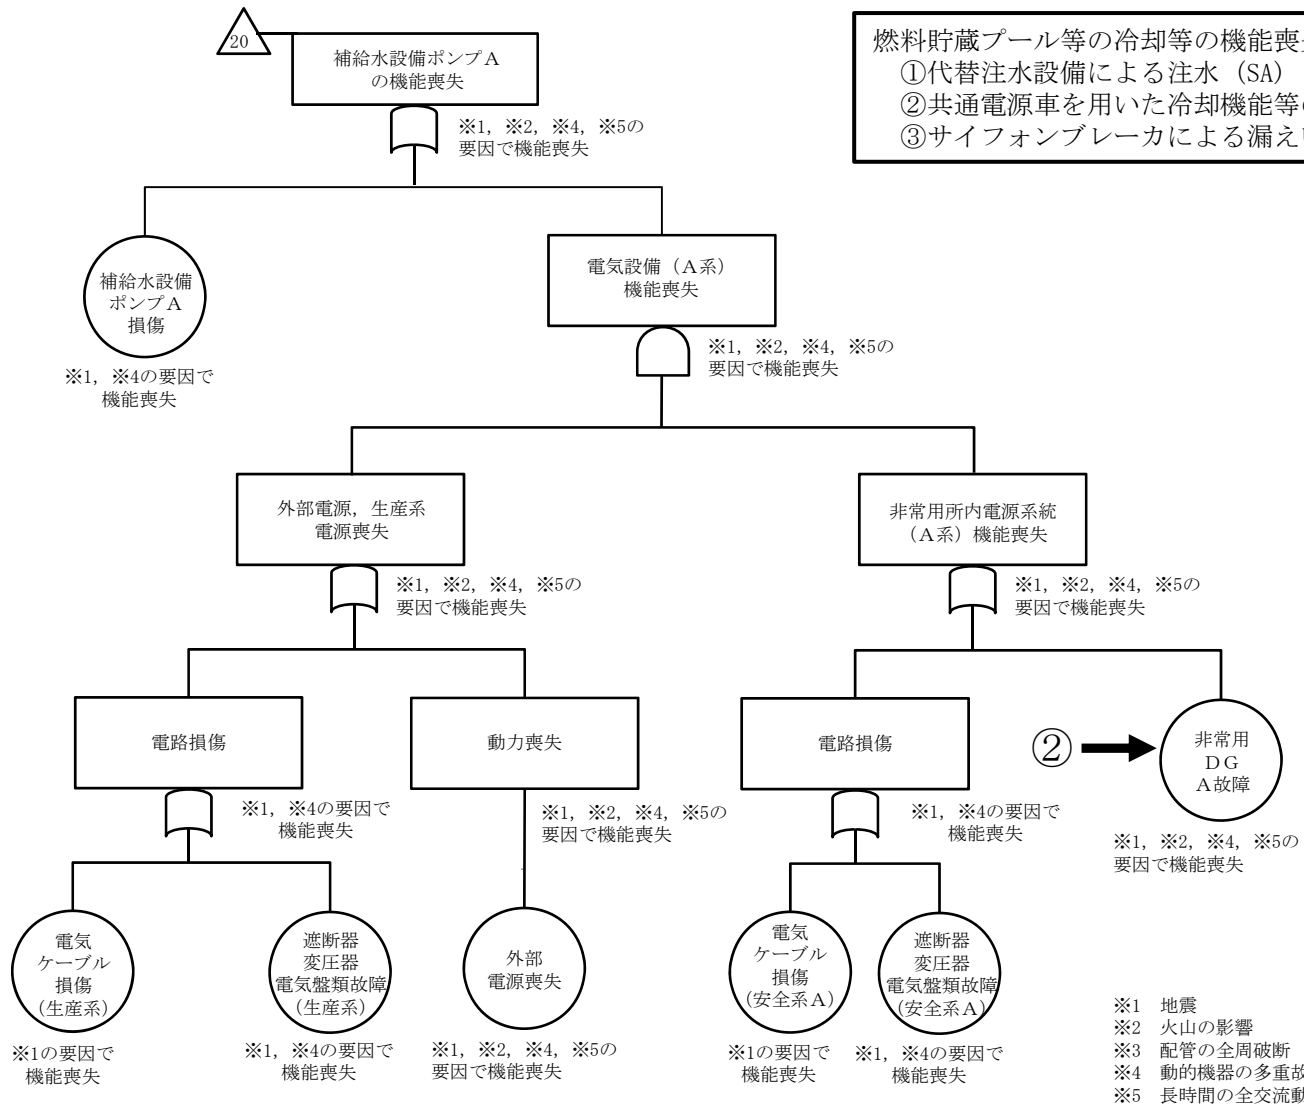 20
補給水設備ポンプA
の機能喪失
※1, ※2, ※4, ※5の
要因で機能喪失
燃料貯蔵プール等の冷却等の機能喪
①代替注水設備による注水（SA）
②共通電源車を用いた冷却機能等
③サイフォンブレーカによる漏え
補給水設備
ポンプA
損傷
※1, ※4の要因で
機能喪失
電気設備（A系）
機能喪失
※1, ※2, ※4, ※5の
要因で機能喪失
外部電源, 生産系
電源喪失
※1, ※2, ※4, ※5の
要因で機能喪失
非常用所内電源系統
（A系）機能喪失
※1, ※2, ※4, ※5の
要因で機能喪失
電路損傷
※1, ※4の要因で
機能喪失
動力喪失
※1, ※2, ※4, ※5の
要因で機能喪失
電路損傷
※1, ※4の要因で
機能喪失
②
非常用
DG
A故障
※1, ※2, ※4, ※5の
要因で機能喪失
電気
ケーブル
損傷
(生産系)
※1の要因で
機能喪失
遮断器
変圧器
電気盤類故障
(生産系)
※1, ※4の要因で
機能喪失
外部
電源喪失
※1, ※2, ※4, ※5の
要因で機能喪失
電気
ケーブル
損傷
(安全系A)
※1の要因で
機能喪失
遮断器
変圧器
電気盤類故障
(安全系A)
※1, ※4の要因で
機能喪失
※1 地震
※2 火山の影響
※3 配管の全周破断
※4 動的機器の多重故
※5 長時間の全交流動